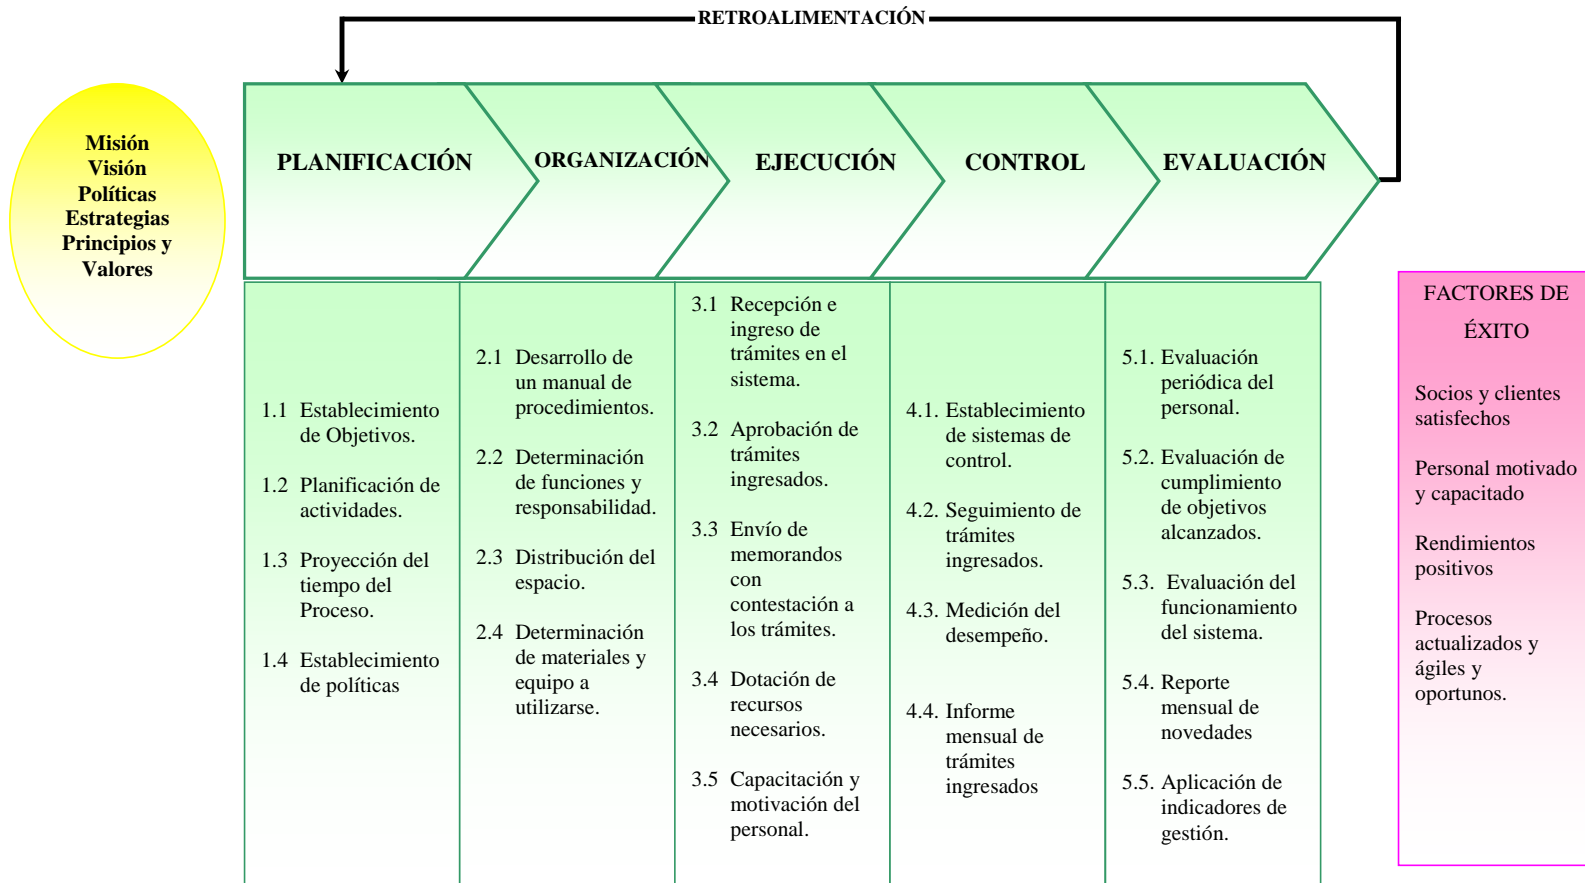 RETROALIMENTACIÓN
Misión
Visión
Políticas
Estrategias
Principios y
Valores
PLANIFICACIÓN
ORGANIZACIÓN
EJECUCIÓN
CONTROL
EVALUACIÓN
1.1 Establecimiento
de Objetivos.
1.2 Planificación de
actividades.
1.3 Proyección del
tiempo del
Proceso.
1.4 Establecimiento
de políticas
2.1 Desarrollo de
un manual de
procedimientos.
2.2 Determinación
de funciones y
responsabilidad.
2.3 Distribución del
espacio.
2.4 Determinación
de materiales y
equipo a
utilizarse.
3.1 Recepción e
ingreso de
trámites en el
sistema.
3.2 Aprobación de
trámites
ingresados.
3.3 Envío de
memorandos
con
contestación a
los trámites.
3.4 Dotación de
recursos
necesarios.
3.5 Capacitación y
motivación del
personal.
4.1. Establecimiento
de sistemas de
control.
4.2. Seguimiento de
trámites
ingresados.
4.3. Medición del
desempeño.
4.4. Informe
mensual de
trámites
ingresados
5.1. Evaluación
periódica del
personal.
5.2. Evaluación de
cumplimiento
de objetivos
alcanzados.
5.3. Evaluación del
funcionamiento
del sistema.
5.4. Reporte
mensual de
novedades
5.5. Aplicación de
indicadores de
gestión.
FACTORES DE
ÉXITO
Socios y clientes
satisfechos
Personal motivado
y capacitado
Rendimientos
positivos
Procesos
actualizados y
ágiles y
oportunos.